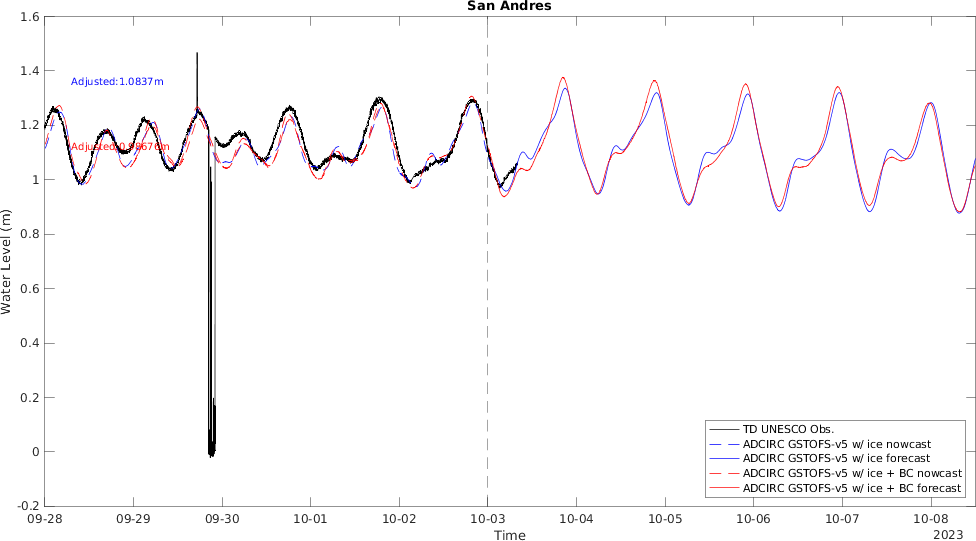 San Andres
1.6
1.4
1.2
1
0.8
0.6
0.4
0.2
0
-0.2
Water Level (m)
Adjusted:1.0837m
TD UNESCO Obs.
ADCIRC GSTOFS-v5 w/ ice nowcast
ADCIRC GSTOFS-v5 w/ ice forecast
ADCIRC GSTOFS-v5 w/ ice + BC nowcast
ADCIRC GSTOFS-v5 w/ ice + BC forecast
09-28 09-29 09-30 10-01 10-02 10-03 10-04 10-05 10-06 10-07 10-08
Time
2023